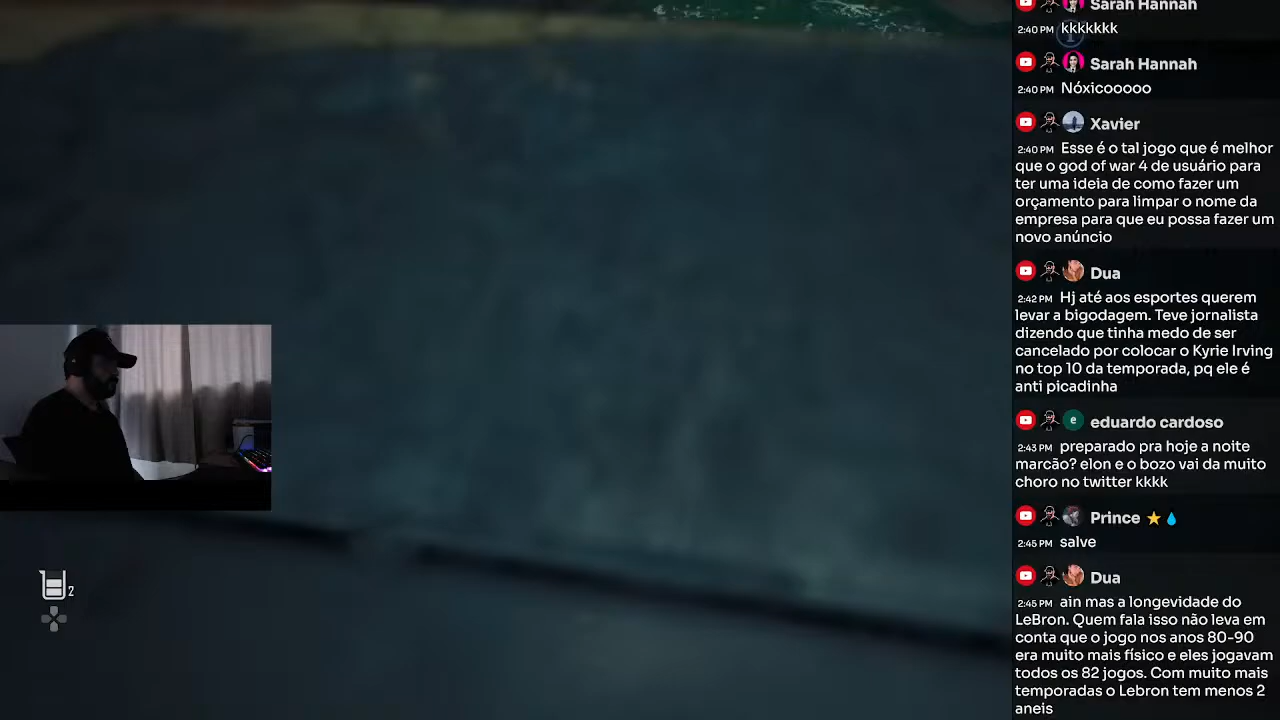 Sarah Hannah
2:40 PM kkkkkkk
Sarah Hannah
2:40 PM Nóxicooooo
Xavier
2:40 PM Esse é o tal jogo que é melhor
que o god of war 4 de usuário para
ter uma ideia de como fazer um
orçamento para limpar o nome da
empresa para que eu possa fazer um
novo anúncio
Dua
2:42 PM Hj até aos esportes querem
levar a bigodagem. Teve jornalista
dizendo que tinha medo de ser
cancelado por colocar o Kyrie Irving
no top 10 da temporada, pq ele é
anti picadinha
e eduardo cardoso
2:43 PM preparado pra hoje a noite
marcão? elon e o bozo vai da muito
choro no twitter kkkk
Prince ⭐💧
2:45 PM salve
Dua
2:45 PM ain mas a longevidade do
LeBron. Quem fala isso não leva em
conta que o jogo nos anos 80-90
era muito mais físico e eles jogavam
todos os 82 jogos. Com muito mais
temporadas o Lebron tem menos 2
aneis
2